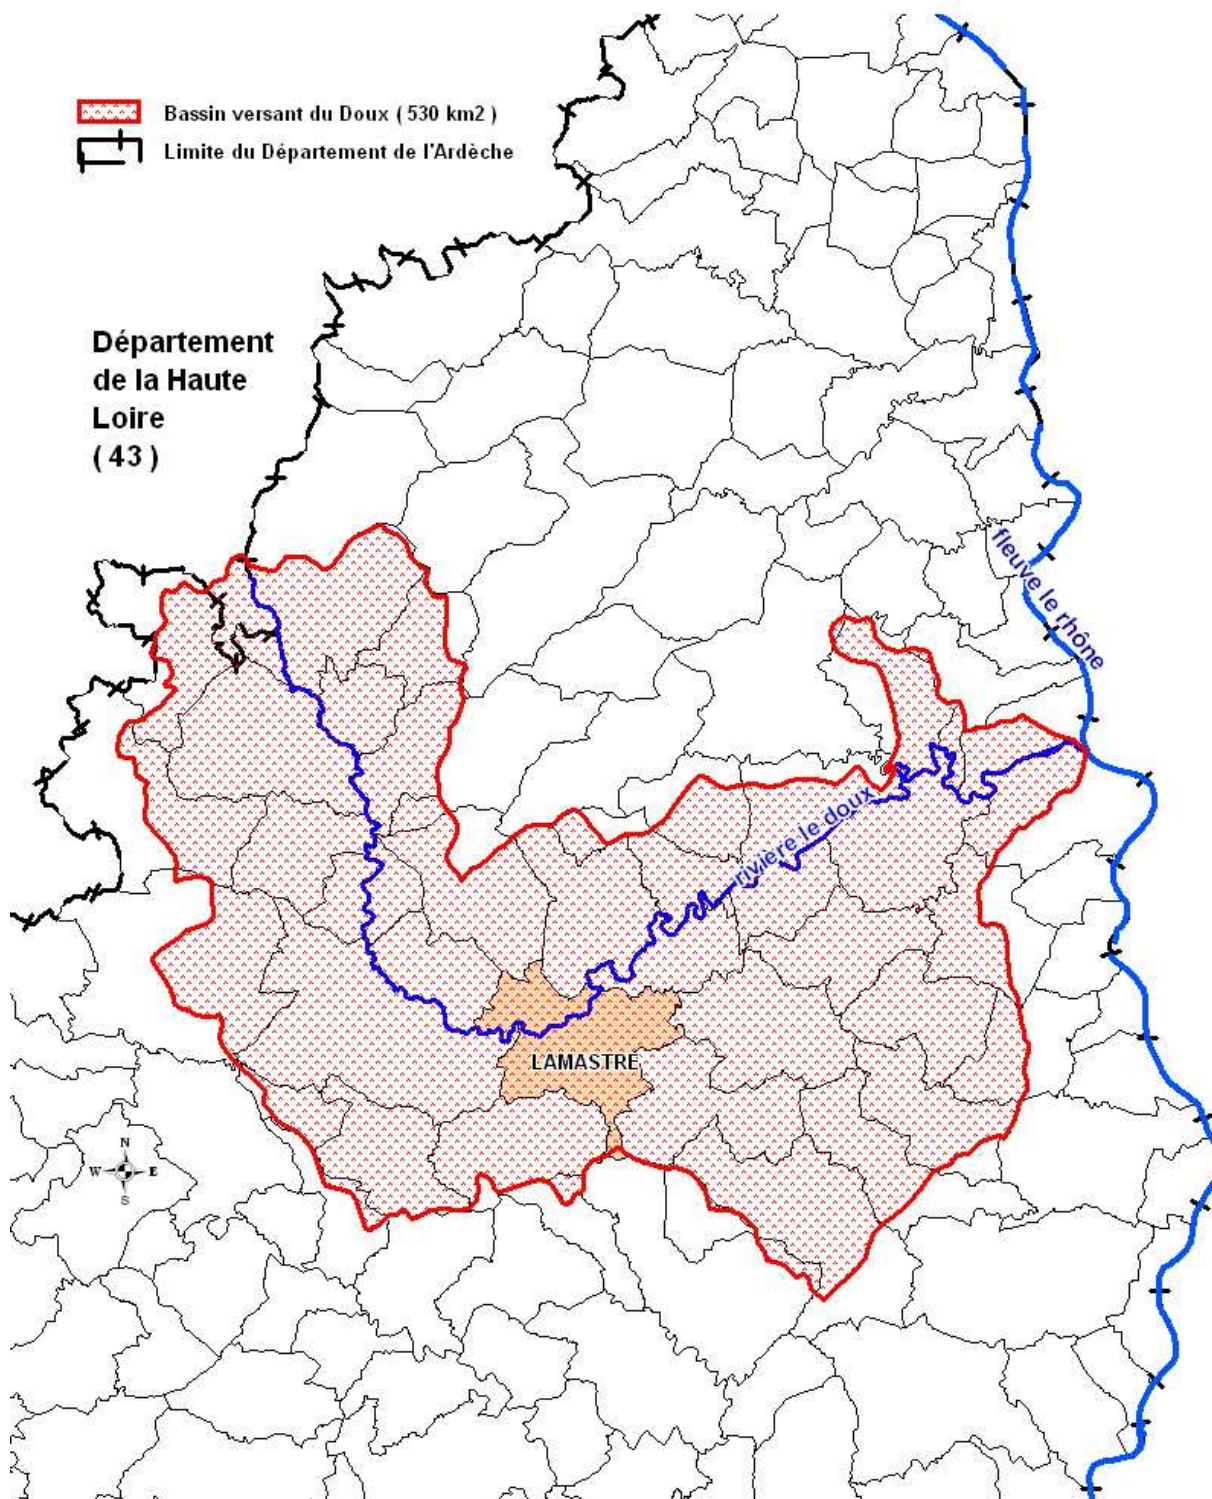 Bassin versant du Doux ( 530 km2 )
Limite du Département de l'Ardèche
Département
de la Haute
Loire
( 43 )
fleuve le rhône
rivière le doux
LAMASTRE
N
W E
S